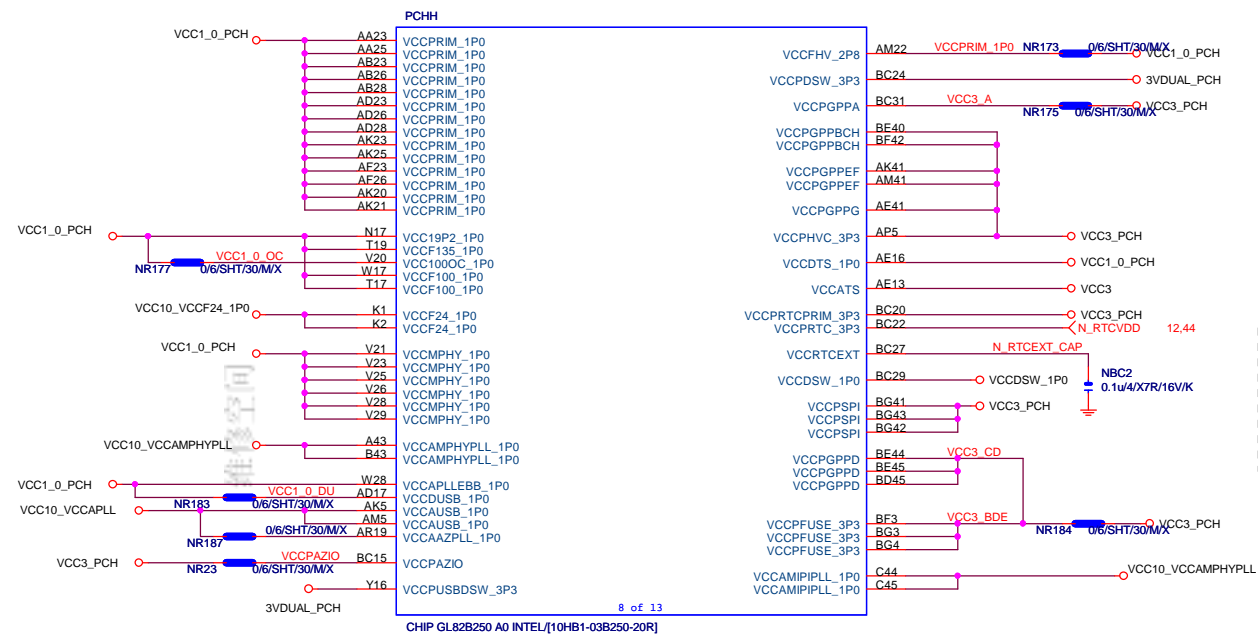 PCHH
VCC1_0_PCH
AA23 VCCPRIM_1P0
AA25 VCCPRIM_1P0
AB23 VCCPRIM_1P0
AB26 VCCPRIM_1P0
AB28 VCCPRIM_1P0
AD23 VCCPRIM_1P0
AD26 VCCPRIM_1P0
AD28 VCCPRIM_1P0
AK23 VCCPRIM_1P0
AK25 VCCPRIM_1P0
AF23 VCCPRIM_1P0
AF26 VCCPRIM_1P0
AK20 VCCPRIM_1P0
AK21 VCCPRIM_1P0
VCC1_0_PCH
N17 VCC19P2_1P0
T19 VCCF135_1P0
VCC1_0_OC V20 VCC100OC_1P0
NR177 0/6/SHT/30/M/X
W17 VCCF100_1P0
T17 VCCF100_1P0
VCC10_VCCF24_1P0
K1 VCCF24_1P0
K2 VCCF24_1P0
VCC1_0_PCH
V21 VCCMPHY_1P0
V23 VCCMPHY_1P0
V25 VCCMPHY_1P0
V26 VCCMPHY_1P0
V28 VCCMPHY_1P0
V29 VCCMPHY_1P0
维修空间
VCC10_VCCAMPHYPLL
A43 VCCAMPHYPLL_1P0
B43 VCCAMPHYPLL_1P0
VCC1_0_PCH
W28 VCCAPLLEBB_1P0
VCC1_0_DU AD17 VCCDUSB_1P0
NR183 0/6/SHT/30/M/X
VCC10_VCCAPLL
AK5 VCCAUSB_1P0
AM5 VCCAUSB_1P0
0/6/SHT/30/M/X AR19 VCCAAZPLL_1P0
NR187
VCC3_PCH VCCPAZIO BC15 VCCPAZIO
NR23 0/6/SHT/30/M/X
Y16 VCCPUSBDSW_3P3
3VDUAL_PCH
VCCFHV_2P8 AM22 VCCPRIM_1P0 NR173 0/6/SHT/30/M/X VCC1_0_PCH
VCCPDSW_3P3 BC24 3VDUAL_PCH
VCCPGPPA BC31 VCC3_A VCC3_PCH
NR175 0/6/SHT/30/M/X
VCCPGPPBCH BE40
VCCPGPPBCH BF42
VCCPGPPEF AK41
VCCPGPPEF AM41
VCCPGPPG AE41
VCCPHVC_3P3 AP5 VCC3_PCH
VCCDTS_1P0 AE16 VCC1_0_PCH
VCCATS AE13 VCC3
VCCPRTCPRIM_3P3 BC20 VCC3_PCH
VCCPRTC_3P3 BC22 N_RTCVDD 12,44
VCCRTCEXT BC27 N_RTCEXT_CAP
NBC2
0.1u/4/X7R/16V/K
VCCDSW_1P0 BC29 VCCDSW_1P0
VCCPSPI BG41 VCC3_PCH
VCCPSPI BG43
VCCPSPI BG42
VCCPGPPD BE44 VCC3_CD
VCCPGPPD BE45
VCCPGPPD BD45
VCCPFUSE_3P3 BF3 VCC3_BDE VCC3_PCH
VCCPFUSE_3P3 BG3 NR184 0/6/SHT/30/M/X
VCCPFUSE_3P3 BG4
VCCAMIPIPLL_1P0 C44 VCC10_VCCAMPHYPLL
VCCAMIPIPLL_1P0 C45
8 of 13
CHIP GL82B250 A0 INTEL/[10HB1-03B250-20R]